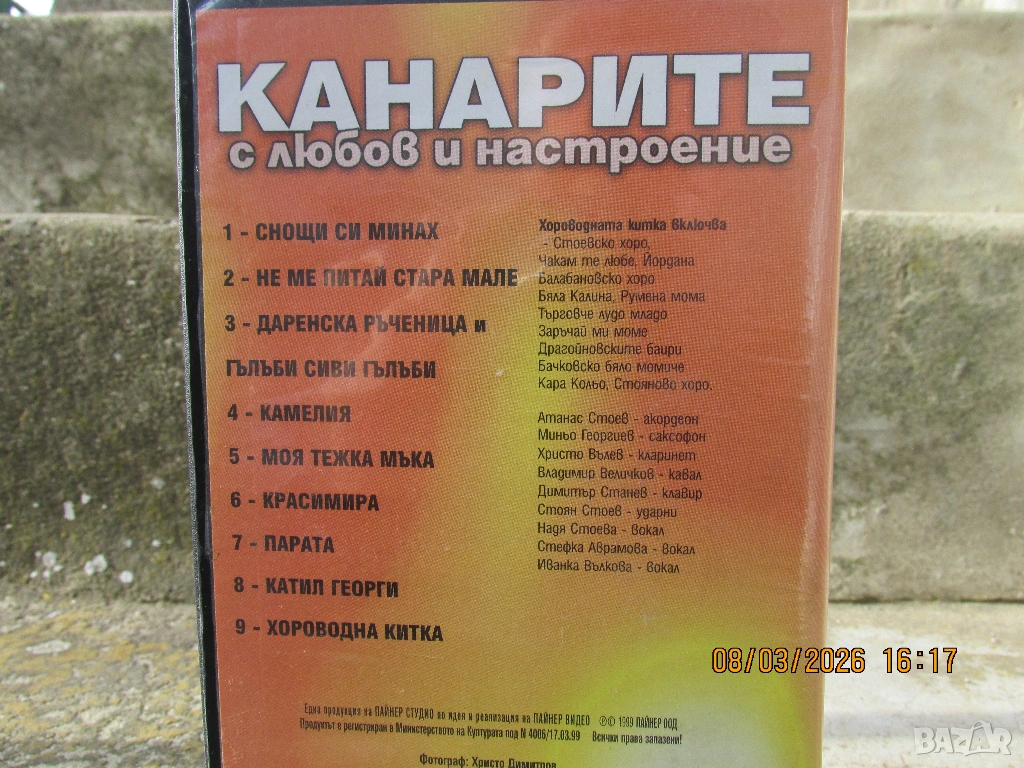 КАНАРИТЕ
с любов и настроение
1 - СНОЩИ СИ МИНАХ
2 - НЕ МЕ ПИТАЙ СТАРА МАЛЕ
3 - ДАРЕНСКА РЪЧЕНИЦА и
ГЪЛЪБИ СИВИ ГЪЛЪБИ
4 - КАМЕЛИЯ
5 - МОЯ ТЕЖКА МЪКА
6 - КРАСИМИРА
7 - ПАРАТА
8 - КАТИЛ ГЕОРГИ
9 - ХОРОВОДНА КИТКА
Хороводната китка включва
- Стоевско хоро,
Чакам те любе, Йордана
Балабановско хоро
Бяла Калина, Румена мома
Търговче лудо младо
Заръчай ми моме
Драгойновските баири
Бачковско бяло момиче
Кара Кольо, Стояново хоро,
Атанас Стоев - акордеон
Миньо Георгиев - саксофон
Христо Вълев - кларинет
Владимир Величков - кавал
Димитър Станев - клавир
Стоян Стоев - ударни
Надя Стоева - вокал
Стефка Аврамова - вокал
Иванка Вълкова - вокал
Една продукция на ПАЙНЕР СТУДИО по идея и реализация на ПАЙНЕР ВИДЕО ℗© 1999 ПАЙНЕР ООД
Продуктът е регистриран в Министерството на Културата под N 4006/17.03.99 Всички права запазени!
Фотограф: Христо Димитров
08/03/2026 16:17
BAZAR